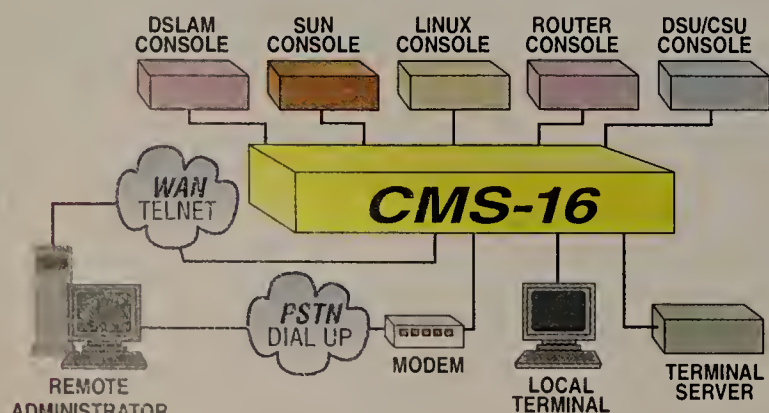 DSLAM
CONSOLE
SUN
CONSOLE
LINUX
CONSOLE
ROUTER
CONSOLE
DSU/CSU
CONSOLE
WAN
TELNET
CMS-16
PSTN
DIAL UP
MODEM
REMOTE
ADMINISTRATOR
LOCAL
TERMINAL
TERMINAL
SERVER